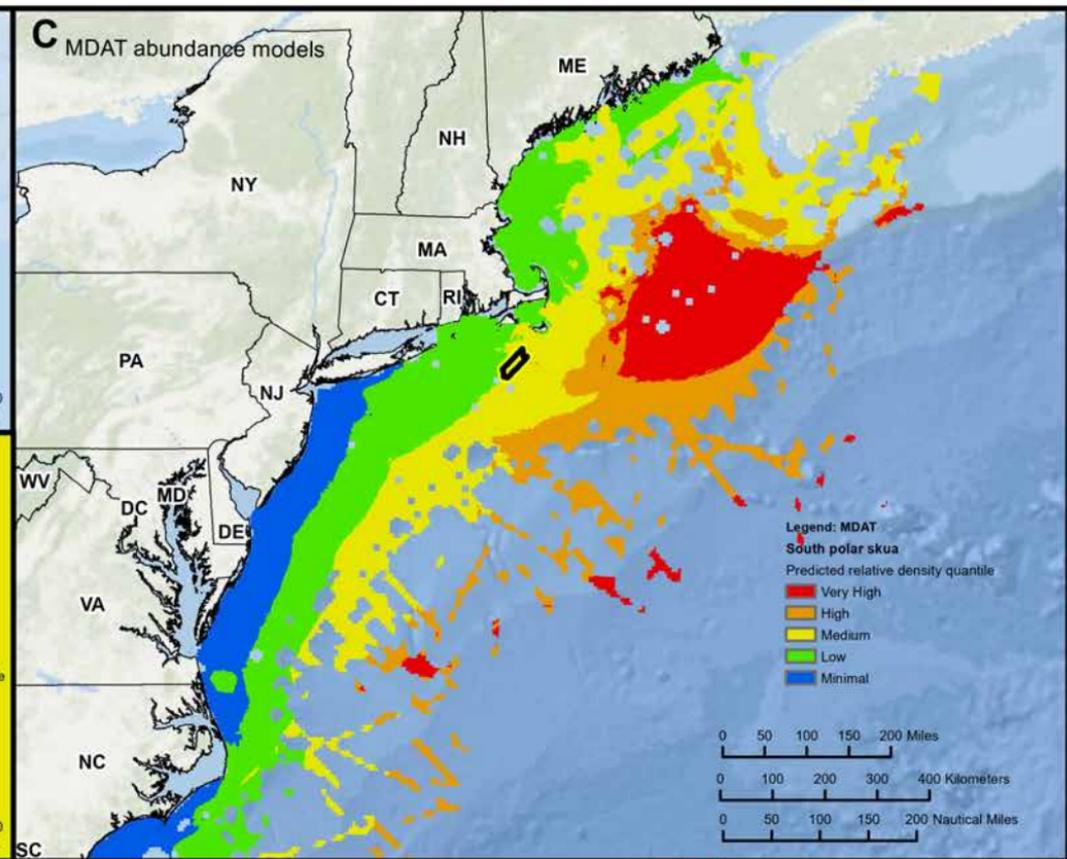 C MDAT abundance models
ME
NH
NY
MA
CT
RI
PA
NJ
WV
MD
DC
DE
VA
NC
SC
Legend: MDAT
South polar skua
Predicted relative density quantile
Very High
High
Medium
Low
Minimal
0 50 100 150 200 Miles
0 100 200 300 400 Kilometers
0 50 100 150 200 Nautical Miles